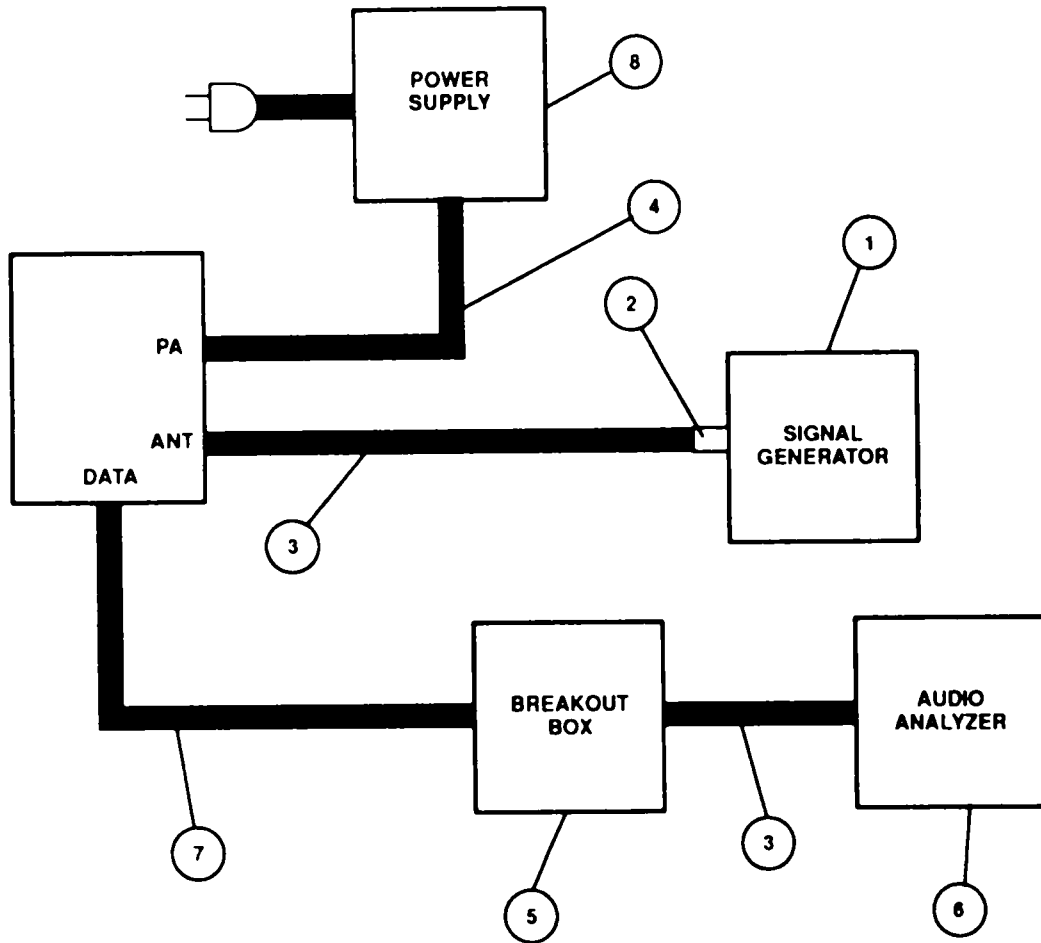 POWER
SUPPLY
8
4
1
2
PA
SIGNAL
GENERATOR
ANT
DATA
3
BREAKOUT
BOX
AUDIO
ANALYZER
7
3
5
6